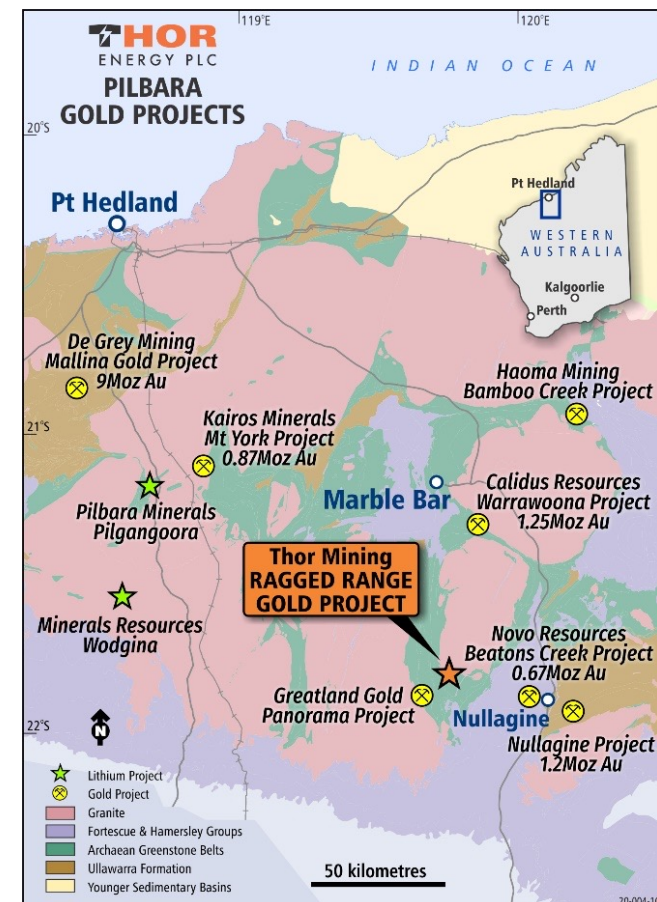 THOR
ENERGY PLC
PILBARA
GOLD PROJECTS
119°E
120°E
INDIAN OCEAN
20°S
Pt Hedland
Pt Hedland
WESTERN
AUSTRALIA
Kalgoorlie
Perth
De Grey Mining
Mallina Gold Project
9Moz Au
Haoma Mining
Bamboo Creek Project
21°S
Kairos Minerals
Mt York Project
0.87Moz Au
Pilbara Minerals
Pilgangoora
Marble Bar
Calidus Resources
Warrawoona Project
1.25Moz Au
Thor Mining
RAGGED RANGE
GOLD PROJECT
Minerals Resources
Wodgina
Novo Resources
Beatons Creek Project
0.67Moz Au
Greatland Gold
Panorama Project
Nullagine
22°S
Nullagine Project
1.2Moz Au
N
Lithium Project
Gold Project
Granite
Fortescue & Hamersley Groups
Archaean Greenstone Belts
Ullawarra Formation
Younger Sedimentary Basins
50 kilometres